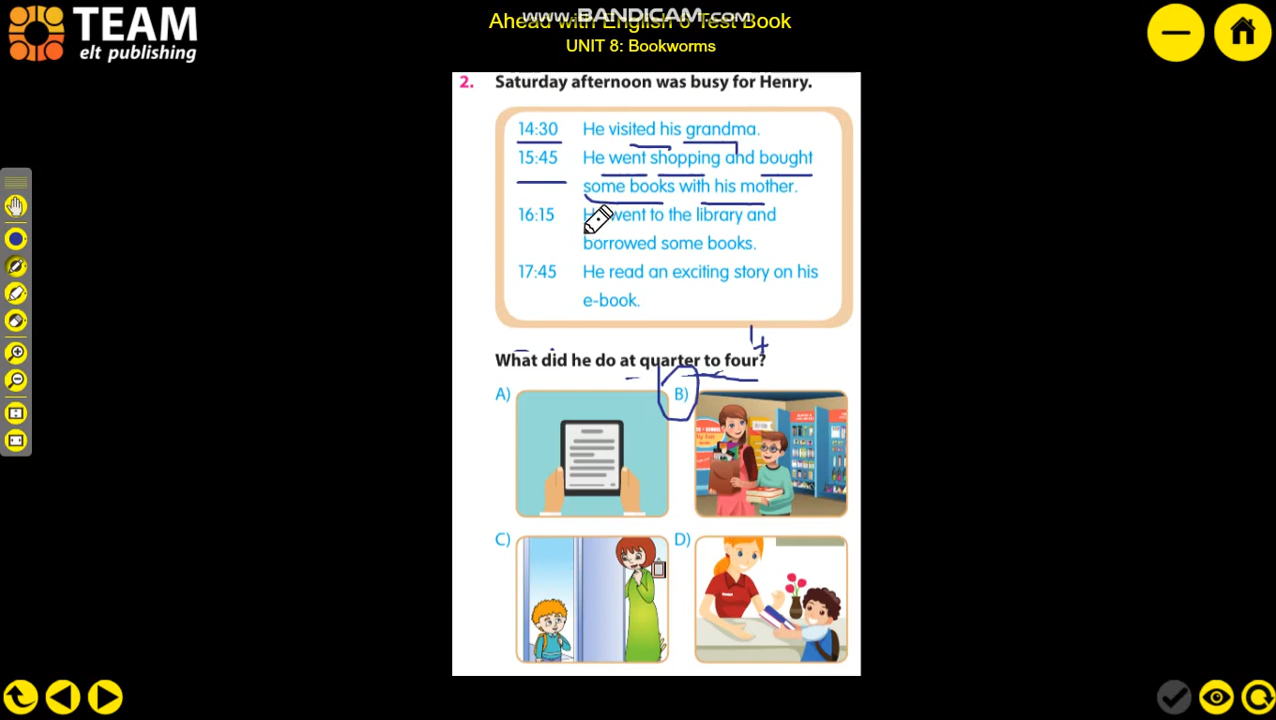 www.BANDICAM.com
TEAM
elt publishing
Ahead with English 6 Test Book
UNIT 8: Bookworms
2. Saturday afternoon was busy for Henry.
14:30 He visited his grandma.
15:45 He went shopping and bought
some books with his mother.
16:15 He went to the library and
borrowed some books.
17:45 He read an exciting story on his
e-book.
4
What did he do at quarter to four?
A)
B)
C)
D)